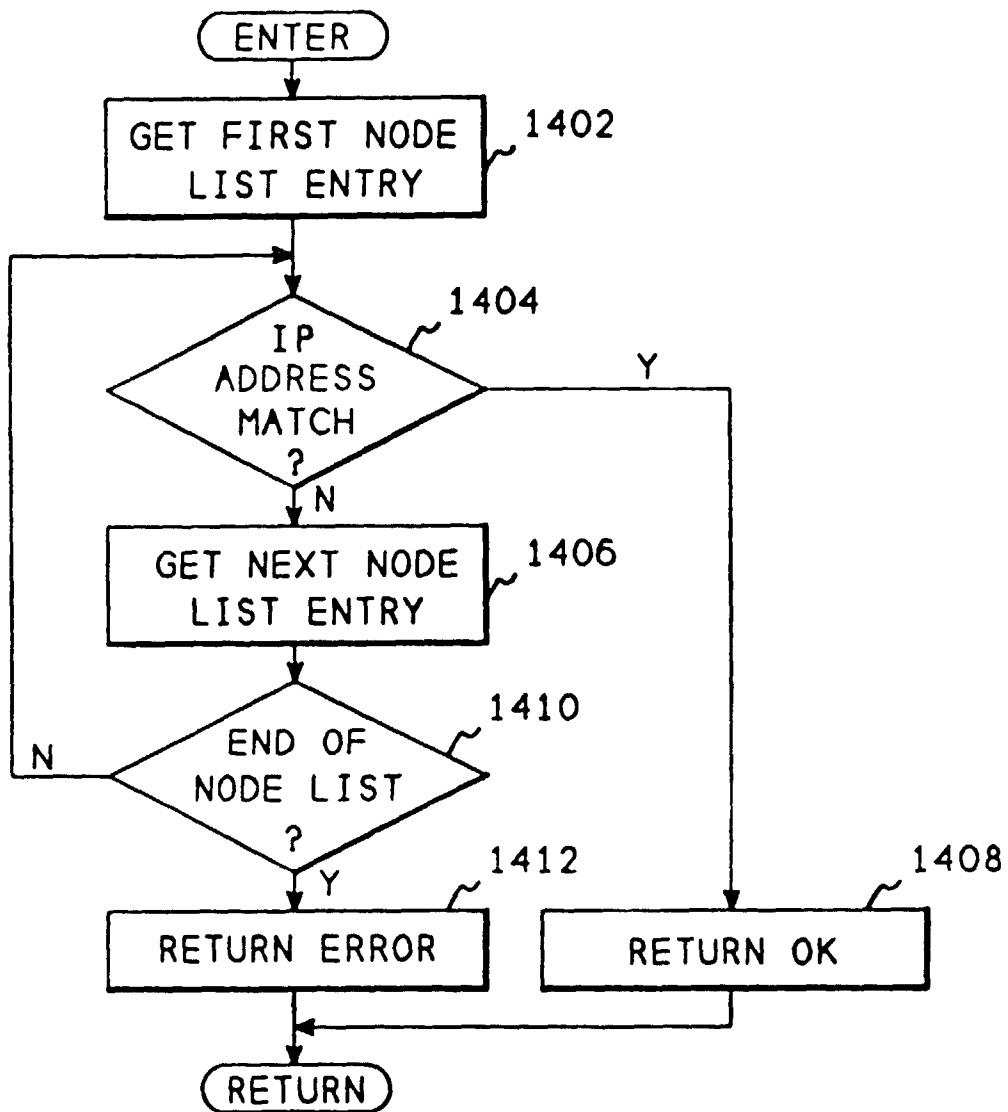 ENTER
GET FIRST NODE
LIST ENTRY
1402
IP
ADDRESS
MATCH
?
1404
Y
N
GET NEXT NODE
LIST ENTRY
1406
END OF
NODE LIST
?
1410
N
Y
1412
RETURN ERROR
1408
RETURN OK
RETURN